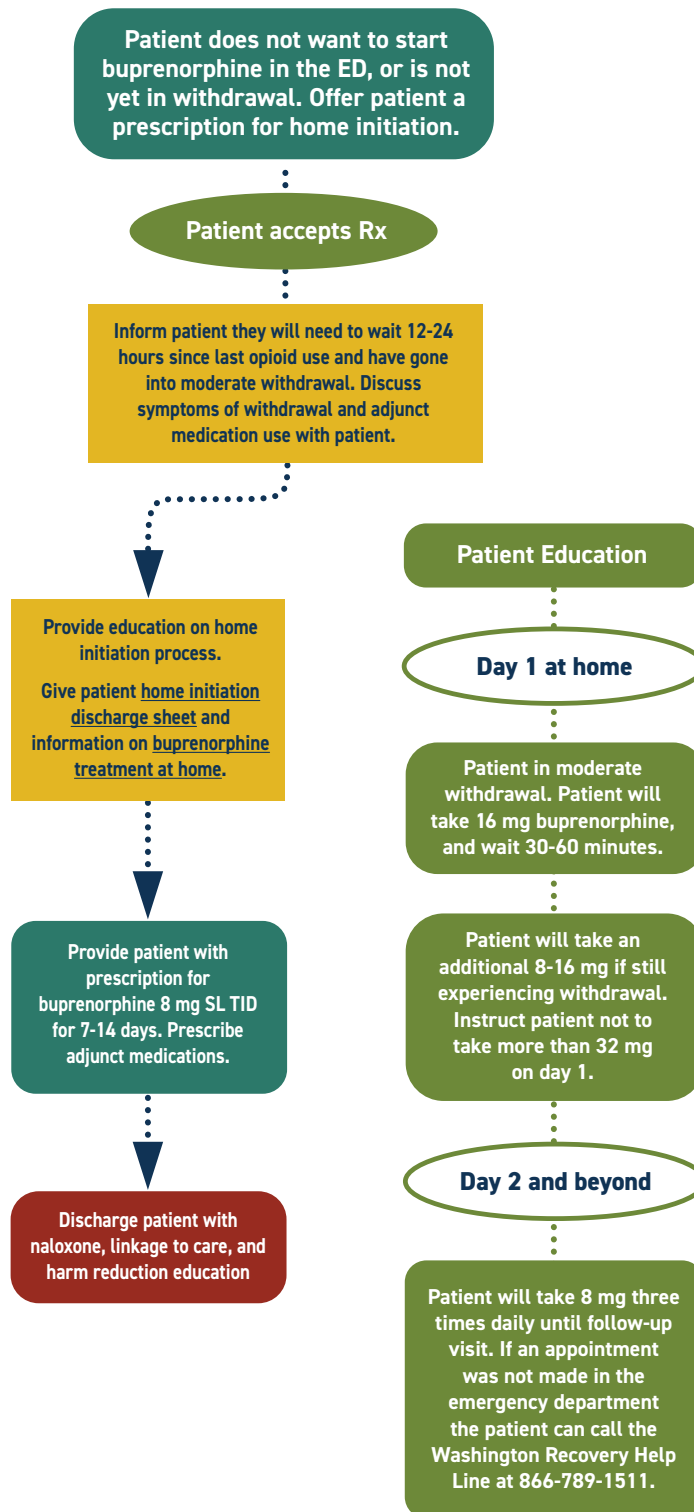 Patient does not want to start
buprenorphine in the ED, or is not
yet in withdrawal. Offer patient a
prescription for home initiation.
Patient accepts Rx
Inform patient they will need to wait 12-24
hours since last opioid use and have gone
into moderate withdrawal. Discuss
symptoms of withdrawal and adjunct
medication use with patient.
Provide education on home
initiation process.
Give patient home initiation
discharge sheet and
information on buprenorphine
treatment at home.
Provide patient with
prescription for
buprenorphine 8 mg SL TID
for 7-14 days. Prescribe
adjunct medications.
Discharge patient with
naloxone, linkage to care, and
harm reduction education
Patient Education
Day 1 at home
Patient in moderate
withdrawal. Patient will
take 16 mg buprenorphine,
and wait 30-60 minutes.
Patient will take an
additional 8-16 mg if still
experiencing withdrawal.
Instruct patient not to
take more than 32 mg
on day 1.
Day 2 and beyond
Patient will take 8 mg three
times daily until follow-up
visit. If an appointment
was not made in the
emergency department
the patient can call the
Washington Recovery Help
Line at 866-789-1511.